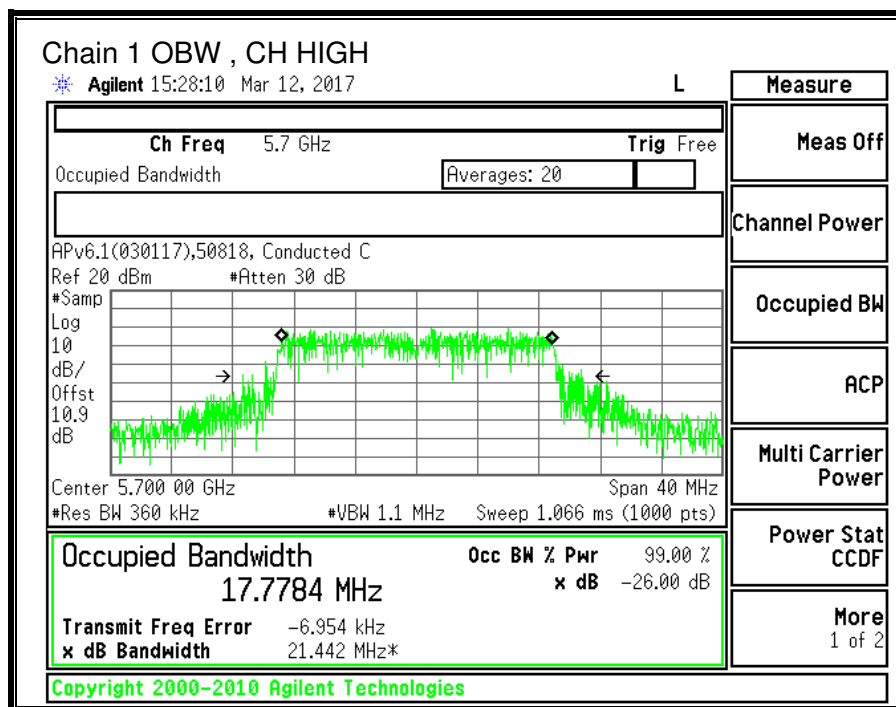 Chain 1 OBW , CH HIGH
Agilent 15:28:10 Mar 12, 2017 L
Measure
Ch Freq 5.7 GHz Trig Free
Occupied Bandwidth Averages: 20
APv6.1(030117),50818, Conducted C
Ref 20 dBm #Atten 30 dB
#Samp
Log
10
dB/
Offst
10.9
dB
Center 5.700 00 GHz Span 40 MHz
#Res BW 360 kHz #VBW 1.1 MHz Sweep 1.066 ms (1000 pts)
Occupied Bandwidth Occ BW % Pwr 99.00 %
17.7784 MHz x dB -26.00 dB
Transmit Freq Error -6.954 kHz
x dB Bandwidth 21.442 MHz*
Copyright 2000-2010 Agilent Technologies
Meas Off
Channel Power
Occupied BW
ACP
Multi Carrier
Power
Power Stat
CCDF
More
1 of 2